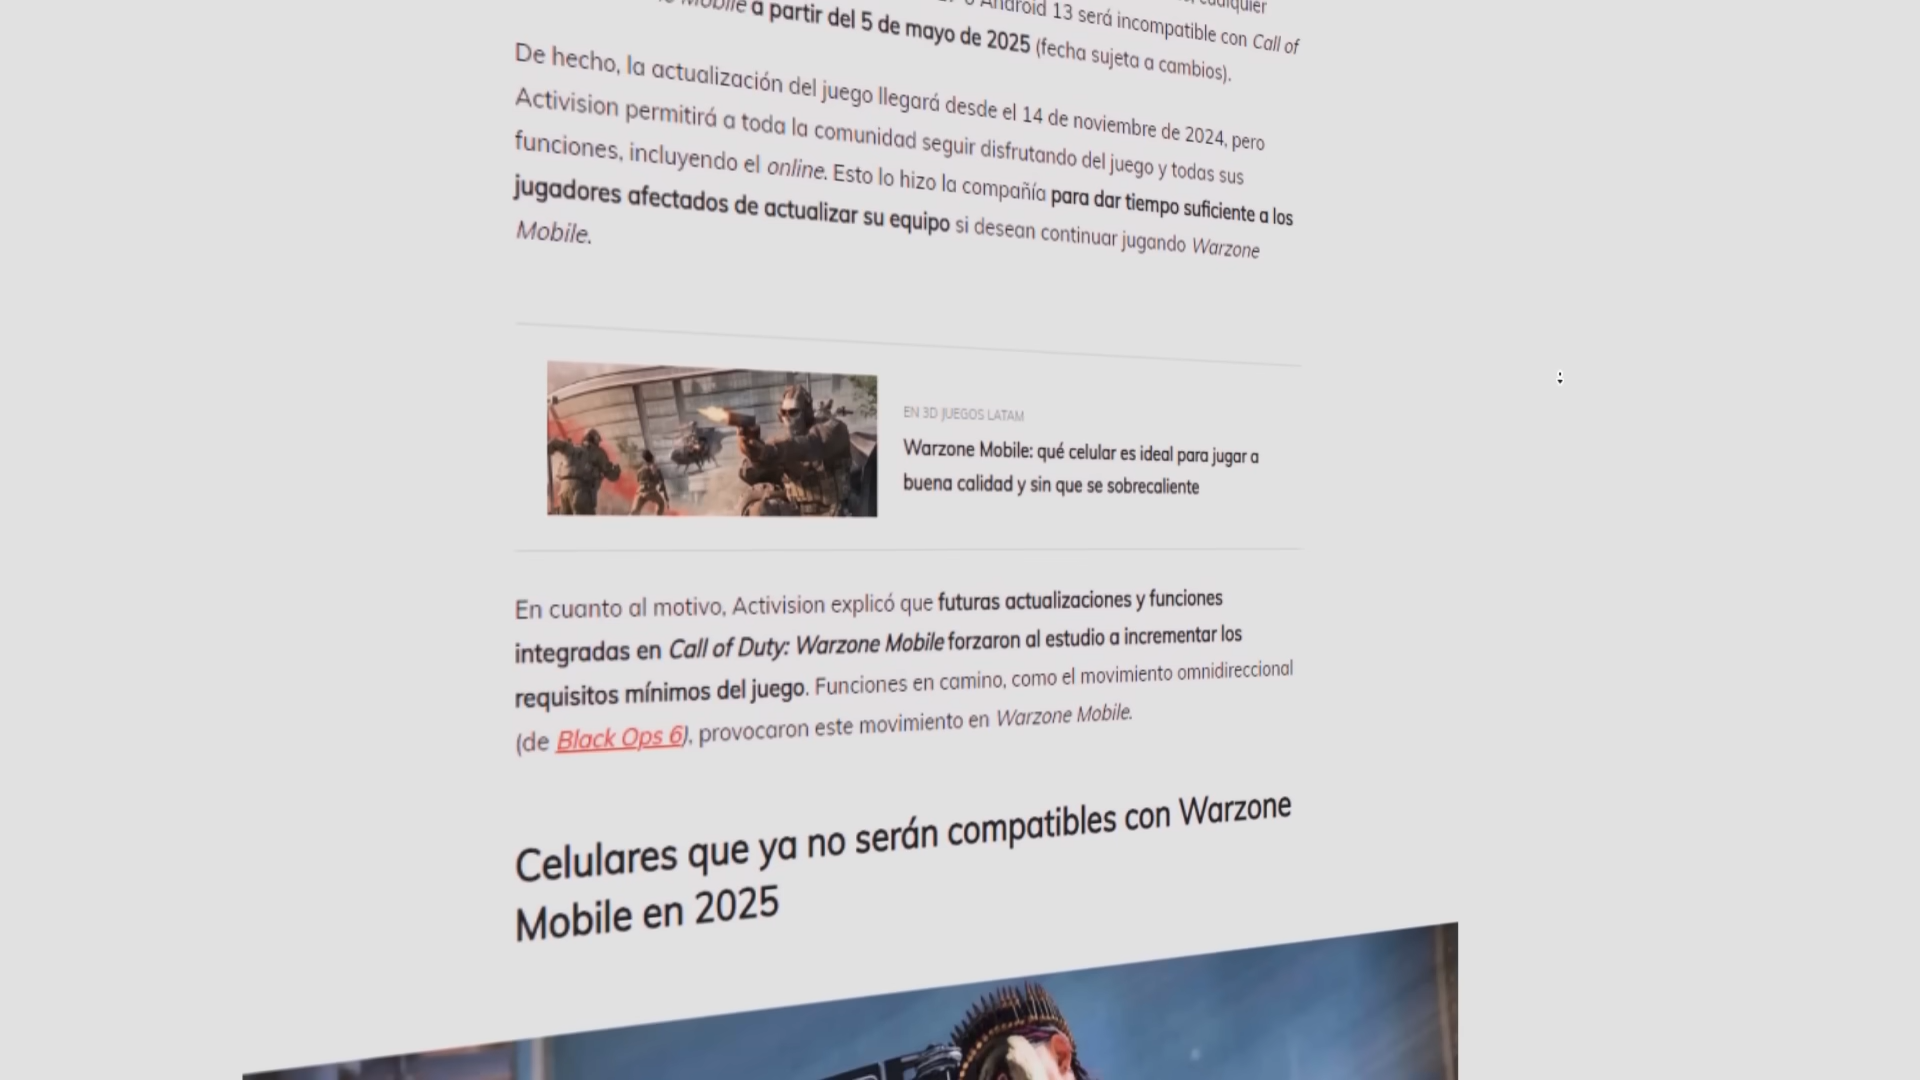 Android 13 será incompatible con Call of
Mobile a partir del 5 de mayo de 2025 (fecha sujeta a cambios).
De hecho, la actualización del juego llegará desde el 14 de noviembre de 2024, pero
Activision permitirá a toda la comunidad seguir disfrutando del juego y todas sus
funciones, incluyendo el online. Esto lo hizo la compañía para dar tiempo suficiente a los
jugadores afectados de actualizar su equipo si desean continuar jugando Warzone
Mobile.
EN 3D JUEGOS LATAM
Warzone Mobile: qué celular es ideal para jugar a
buena calidad y sin que se sobrecaliente
En cuanto al motivo, Activision explicó que futuras actualizaciones y funciones
integradas en Call of Duty: Warzone Mobile forzaron al estudio a incrementar los
requisitos mínimos del juego. Funciones en camino, como el movimiento omnidireccional
(de Black Ops 6), provocaron este movimiento en Warzone Mobile.
Celulares que ya no serán compatibles con Warzone
Mobile en 2025